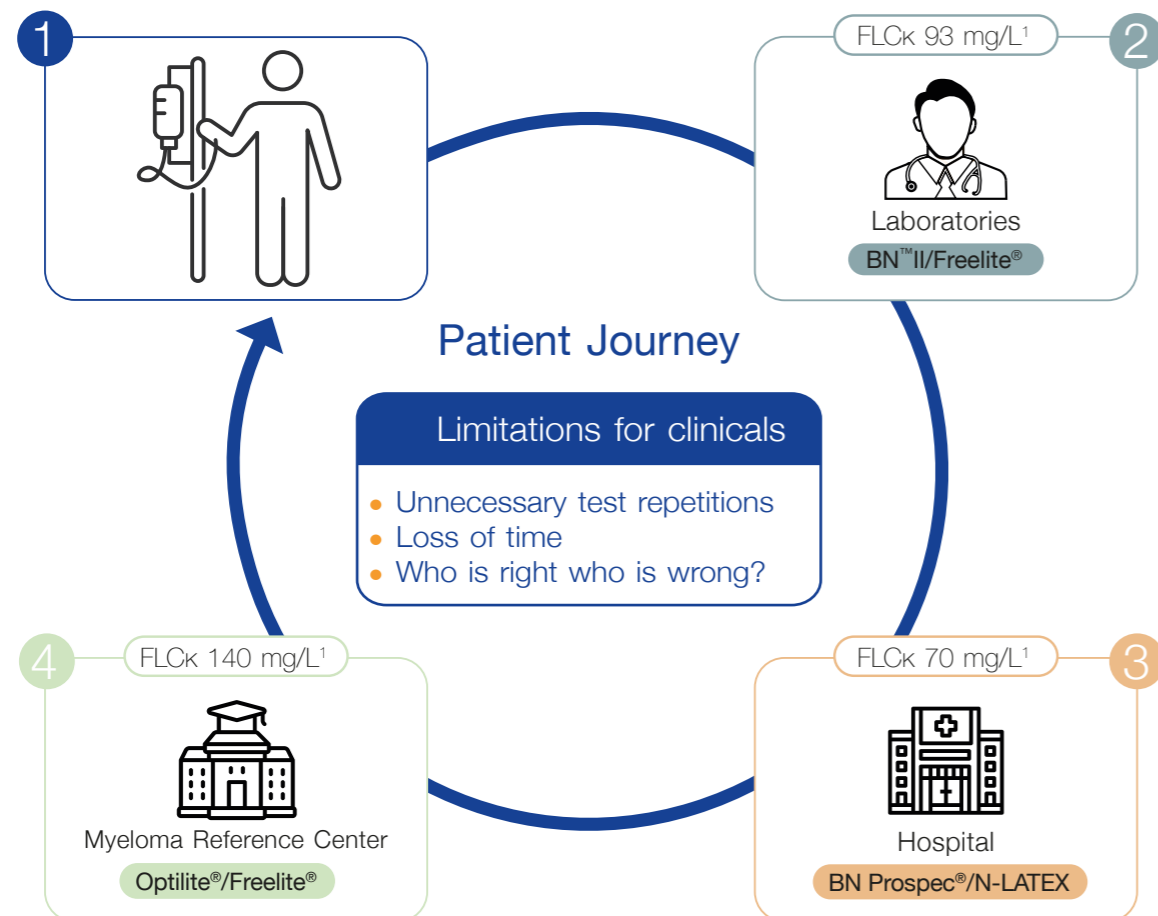 1
FLCκ 93 mg/L¹
2
Laboratories
BN™II/Freelite®
Patient Journey
Limitations for clinicals
• Unnecessary test repetitions
• Loss of time
• Who is right who is wrong?
4
FLCκ 140 mg/L¹
Myeloma Reference Center
Optilite®/Freelite®
FLCκ 70 mg/L¹
3
Hospital
BN Prospec®/N-LATEX